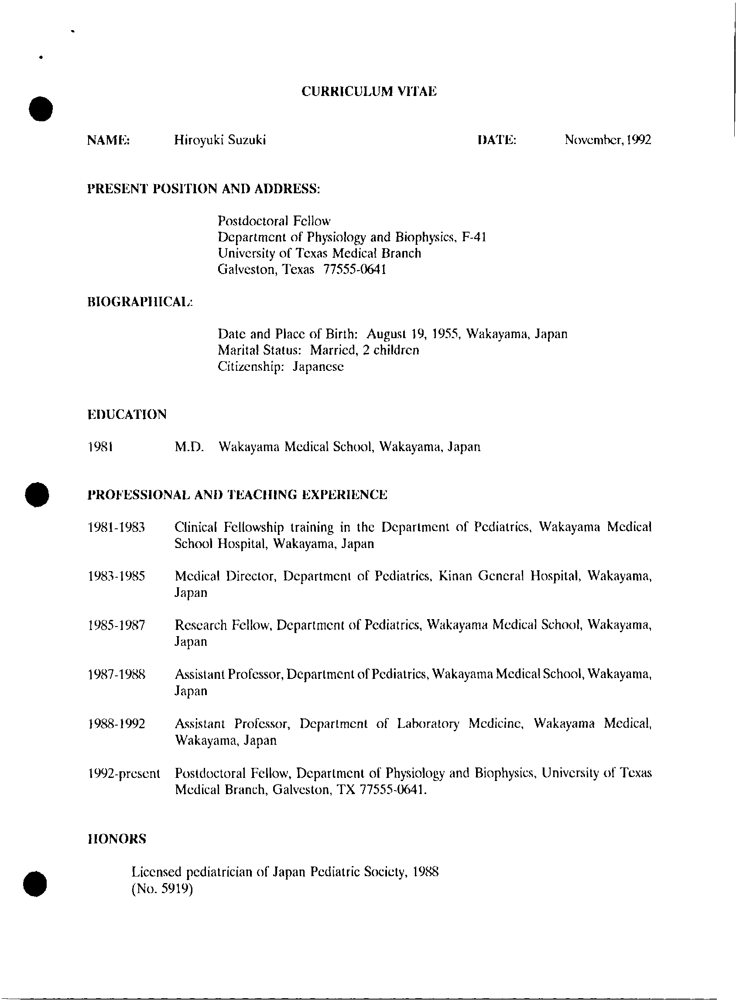 CURRICULUM VITAE
NAME: Hiroyuki Suzuki DATE: November, 1992
PRESENT POSITION AND ADDRESS:
Postdoctoral Fellow
Department of Physiology and Biophysics, F-41
University of Texas Medical Branch
Galveston, Texas 77555-0641
BIOGRAPHICAL:
Date and Place of Birth: August 19, 1955, Wakayama, Japan
Marital Status: Married, 2 children
Citizenship: Japanese
EDUCATION
1981 M.D. Wakayama Medical School, Wakayama, Japan
PROFESSIONAL AND TEACHING EXPERIENCE
1981-1983 Clinical Fellowship training in the Department of Pediatrics, Wakayama Medical
School Hospital, Wakayama, Japan
1983-1985 Medical Director, Department of Pediatrics, Kinan General Hospital, Wakayama,
Japan
1985-1987 Research Fellow, Department of Pediatrics, Wakayama Medical School, Wakayama,
Japan
1987-1988 Assistant Professor, Department of Pediatrics, Wakayama Medical School, Wakayama,
Japan
1988-1992 Assistant Professor, Department of Laboratory Medicine, Wakayama Medical,
Wakayama, Japan
1992-present Postdoctoral Fellow, Department of Physiology and Biophysics, University of Texas
Medical Branch, Galveston, TX 77555-0641.
HONORS
Licensed pediatrician of Japan Pediatric Society, 1988
(No. 5919)